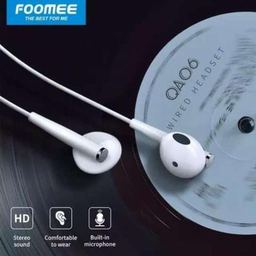 FOOMEE
THE BEST FOR ME
QA06
WIRED HEADSET
HD
Stereo
sound
Comfortable
to wear
Built-in
microphone